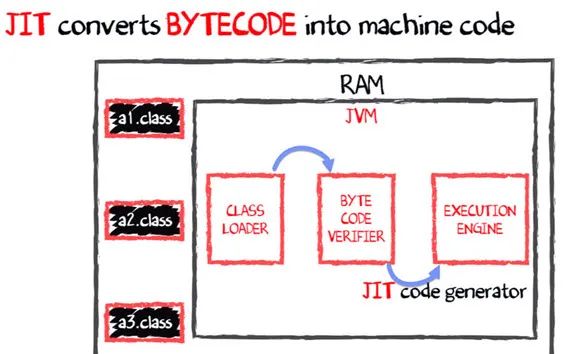 JIT converts BYTECODE into machine code
RAM
JVM
a1.class
a2.class
a3.class
CLASS
LOADER
BYTE
CODE
VERIFIER
EXECUTION
ENGINE
JIT code generator